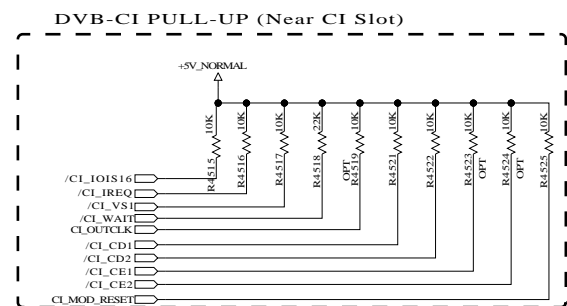 DVB-CI PULL-UP (Near CI Slot)
+5V_NORMAL
10K
10K
10K
22K
10K
10K
10K
10K
10K
10K
R4515
R4516
R4517
R4518
R4519
OPT
R4521
R4522
R4523
OPT
R4524
OPT
R4525
/CI_IOIS16
/CI_IREQ
/CI_VS1
/CI_WAIT
CI_OUTCLK
/CI_CD1
/CI_CD2
/CI_CE1
/CI_CE2
CI_MOD_RESET